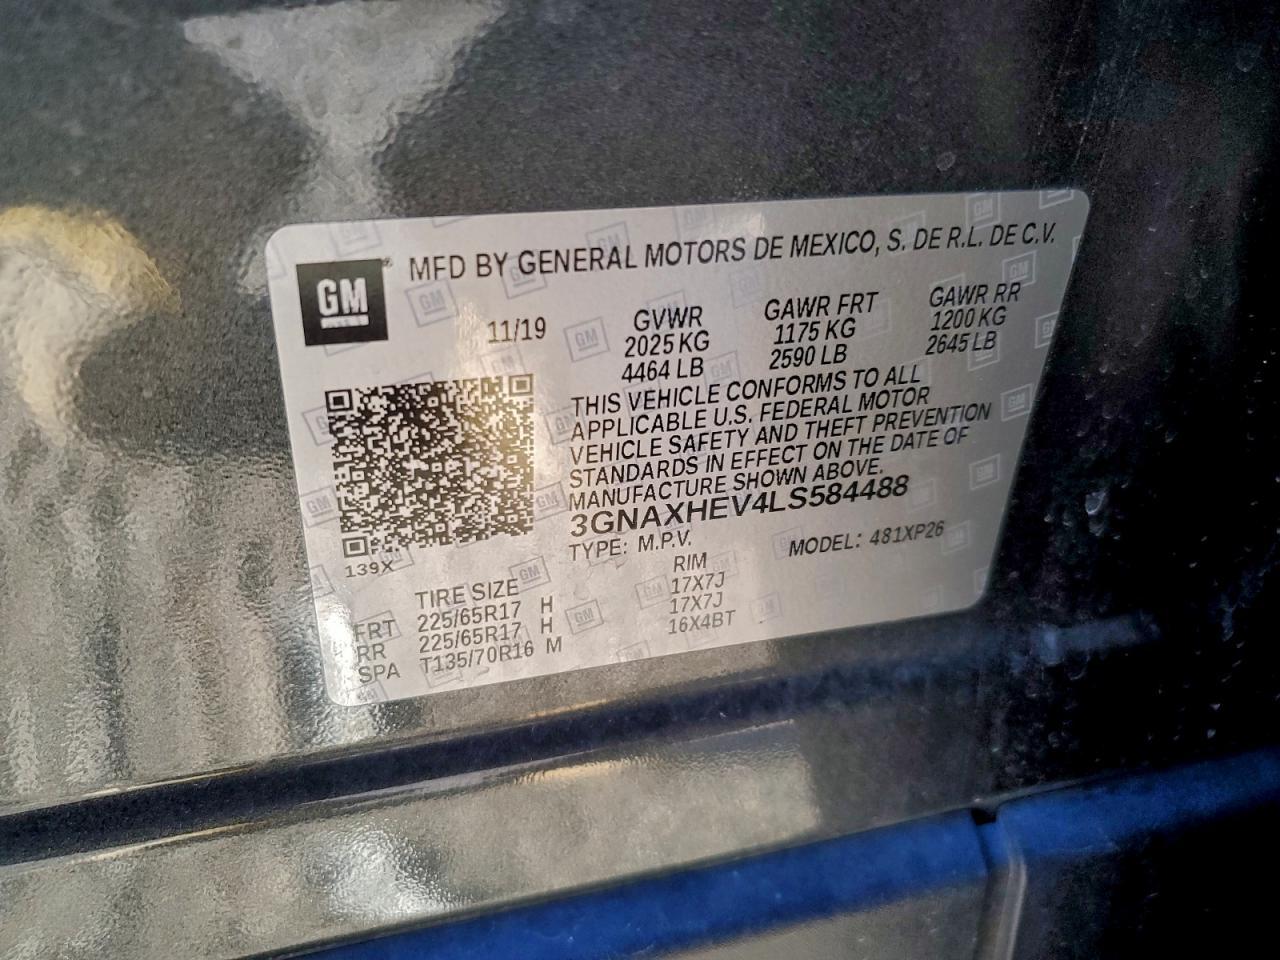 MFD BY GENERAL MOTORS DE MEXICO, S. DE R.L. DE C.V.
GM
11/19
GVWR GAWR FRT GAWR RR
2025 KG 1175 KG 1200 KG
4464 LB 2590 LB 2645 LB
THIS VEHICLE CONFORMS TO ALL
APPLICABLE U.S. FEDERAL MOTOR
VEHICLE SAFETY AND THEFT PREVENTION
STANDARDS IN EFFECT ON THE DATE OF
MANUFACTURE SHOWN ABOVE.
3GNAXHEV4LS584488
TYPE: M.P.V. MODEL: 481XP26
139X
TIRE SIZE RIM
FRT 225/65R17 H 17X7J
RR 225/65R17 H 17X7J
SPA T135/70R16 M 16X4BT